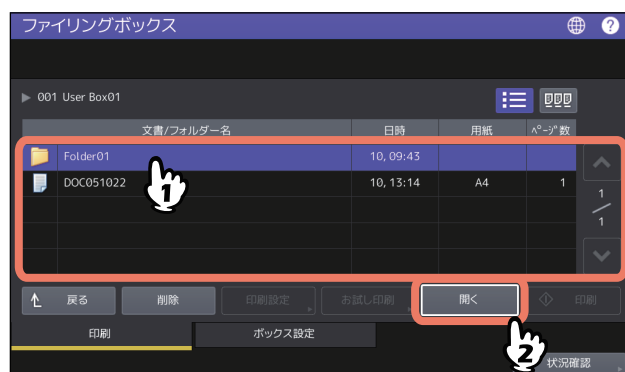 ファイリングボックス ?
001 User Box01
文書/フォルダー名 日時 用紙 ページ数
Folder01 10, 09:43
DOC051022 10, 13:14 A4 1
1
1
1
戻る 削除 印刷設定 お試し印刷 開く 印刷
2
印刷 ボックス設定
状況確認